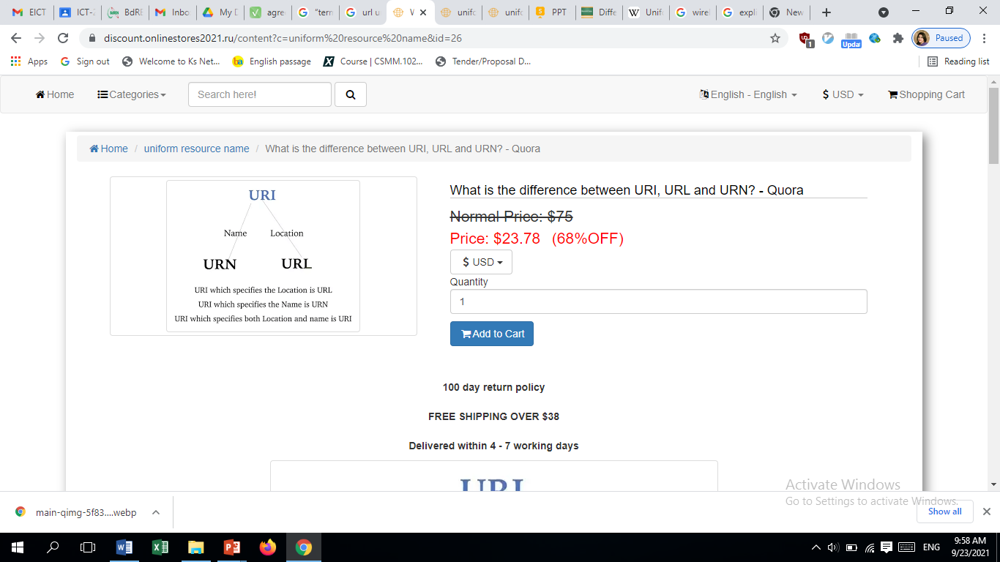 EICT
ICT-
BdRE
Inbo
My D
agre
"tern
url u
W
unifo
unifo
PPT
Diffe
W Unif
wirel
expl
New
discount.onlinestores2021.ru/content?c=uniform%20resource%20name&id=26
1
Upda
Paused
Apps
Sign out
Welcome to Ks Net...
English passage
Course | CSMM.102...
Tender/Proposal D...
Reading list
Home
Categories
Search here!
English - English
$ USD
Shopping Cart
Home / uniform resource name / What is the difference between URI, URL and URN? - Quora
URI
Name Location
URN URL
URI which specifies the Location is URL
URI which specifies the Name is URN
URI which specifies both Location and name is URI
What is the difference between URI, URL and URN? - Quora
Normal Price: $75
Price: $23.78 (68%OFF)
$ USD
Quantity
1
Add to Cart
100 day return policy
FREE SHIPPING OVER $38
Delivered within 4 - 7 working days
URI
Activate Windows
Go to Settings to activate Windows.
main-qimg-5f83....webp
Show all
ENG
9:58 AM
9/23/2021